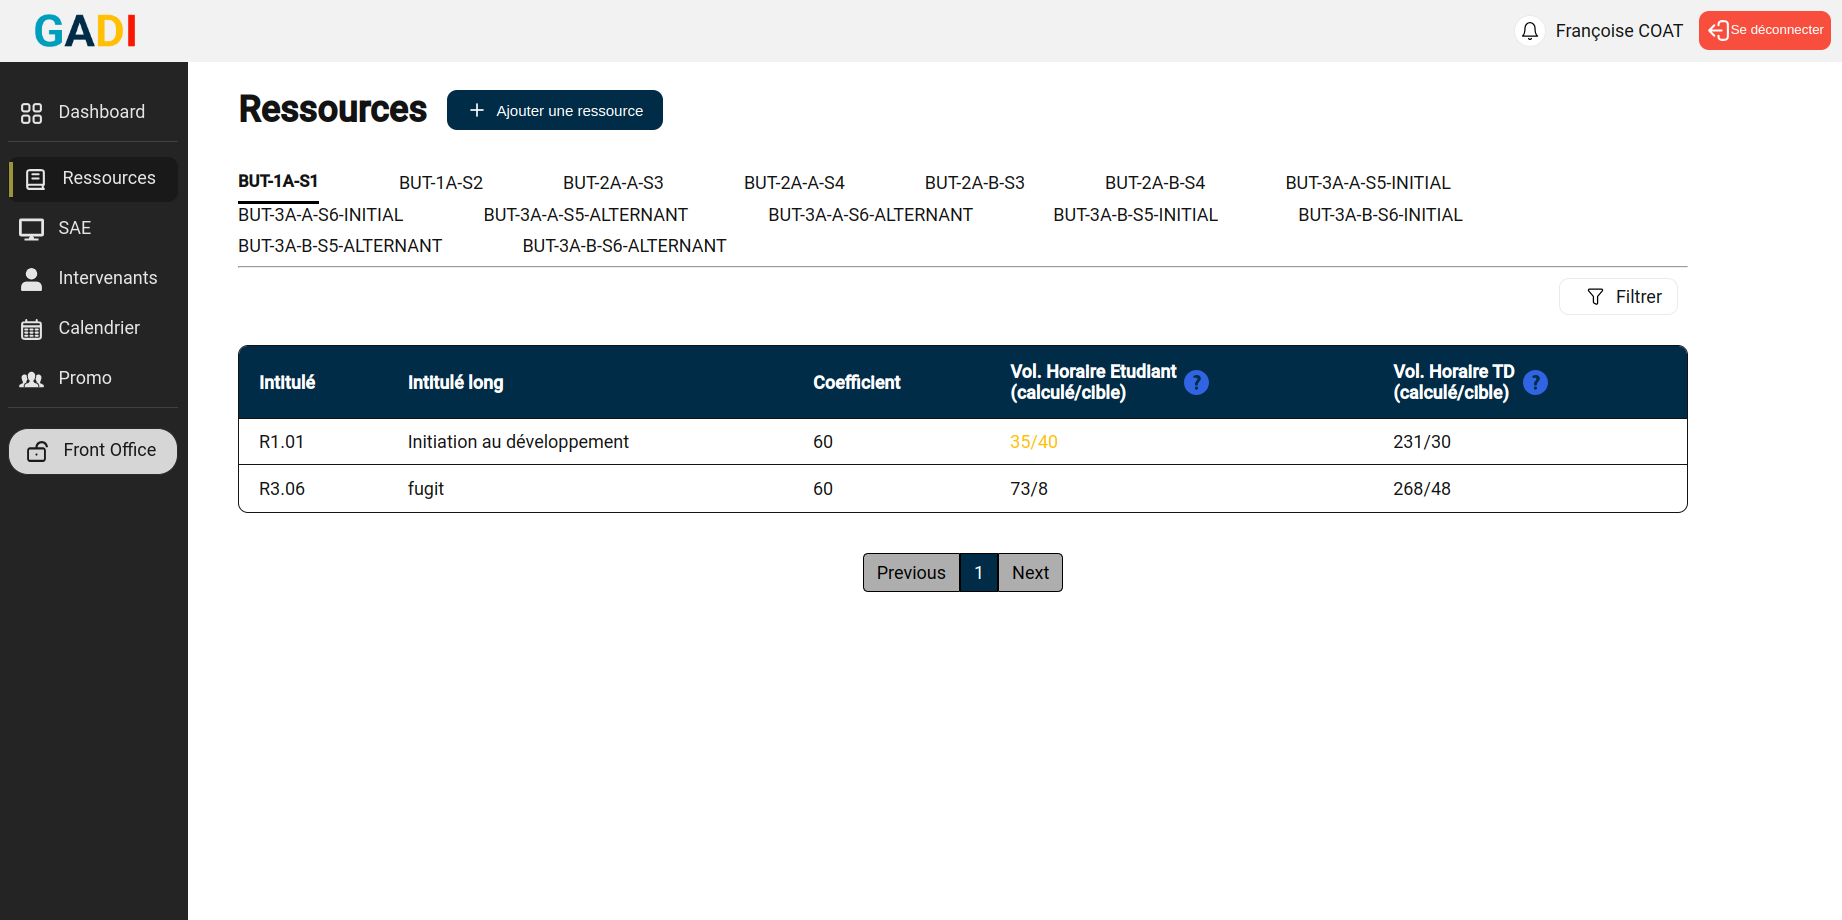 GADI
Françoise COAT
Se déconnecter
Dashboard
Ressources
SAE
Intervenants
Calendrier
Promo
Front Office
Ressources
Ajouter une ressource
BUT-1A-S1 BUT-1A-S2 BUT-2A-A-S3 BUT-2A-A-S4 BUT-2A-B-S3 BUT-2A-B-S4 BUT-3A-A-S5-INITIAL
BUT-3A-A-S6-INITIAL BUT-3A-A-S5-ALTERNANT BUT-3A-A-S6-ALTERNANT BUT-3A-B-S5-INITIAL BUT-3A-B-S6-INITIAL
BUT-3A-B-S5-ALTERNANT BUT-3A-B-S6-ALTERNANT
Filtrer
Intitulé Intitulé long Coefficient Vol. Horaire Etudiant (calculé/cible) ? Vol. Horaire TD (calculé/cible) ?
R1.01 Initiation au développement 60 35/40 231/30
R3.06 fugit 60 73/8 268/48
Previous 1 Next